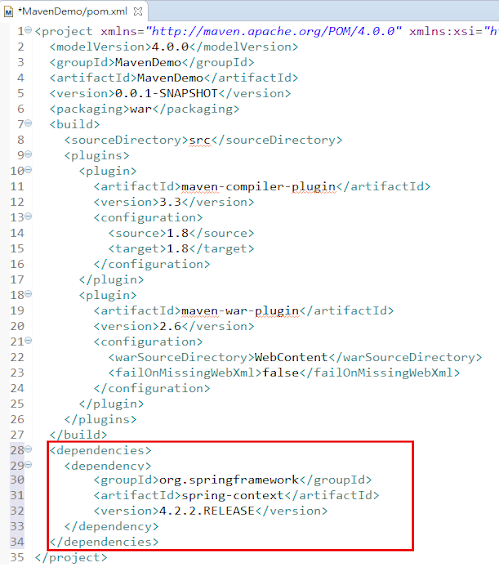 *MavenDemo/pom.xml
1 <project xmlns="http://maven.apache.org/POM/4.0.0" xmlns:xsi="h
2 <modelVersion>4.0.0</modelVersion>
3 <groupId>MavenDemo</groupId>
4 <artifactId>MavenDemo</artifactId>
5 <version>0.0.1-SNAPSHOT</version>
6 <packaging>war</packaging>
7 <build>
8 <sourceDirectory>src</sourceDirectory>
9 <plugins>
10 <plugin>
11 <artifactId>maven-compiler-plugin</artifactId>
12 <version>3.3</version>
13 <configuration>
14 <source>1.8</source>
15 <target>1.8</target>
16 </configuration>
17 </plugin>
18 <plugin>
19 <artifactId>maven-war-plugin</artifactId>
20 <version>2.6</version>
21 <configuration>
22 <warSourceDirectory>WebContent</warSourceDirectory>
23 <failOnMissingWebXml>false</failOnMissingWebXml>
24 </configuration>
25 </plugin>
26 </plugins>
27 </build>
28 <dependencies>
29 <dependency>
30 <groupId>org.springframework</groupId>
31 <artifactId>spring-context</artifactId>
32 <version>4.2.2.RELEASE</version>
33 </dependency>
34 </dependencies>
35 </project>